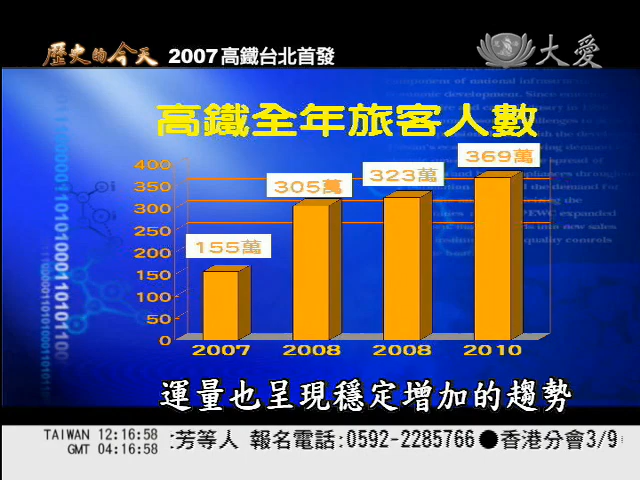 歷史的今天 2007高鐵台北首發
大愛
高鐵全年旅客人數
400
350
300
250
200
150
100
50
0
155萬
305萬
323萬
369萬
2007 2008 2008 2010
運量也呈現穩定增加的趨勢
TAIWAN 12:16:58
GMT 04:16:58
芳等人 報名電話:0592-2285766●香港分會3/9